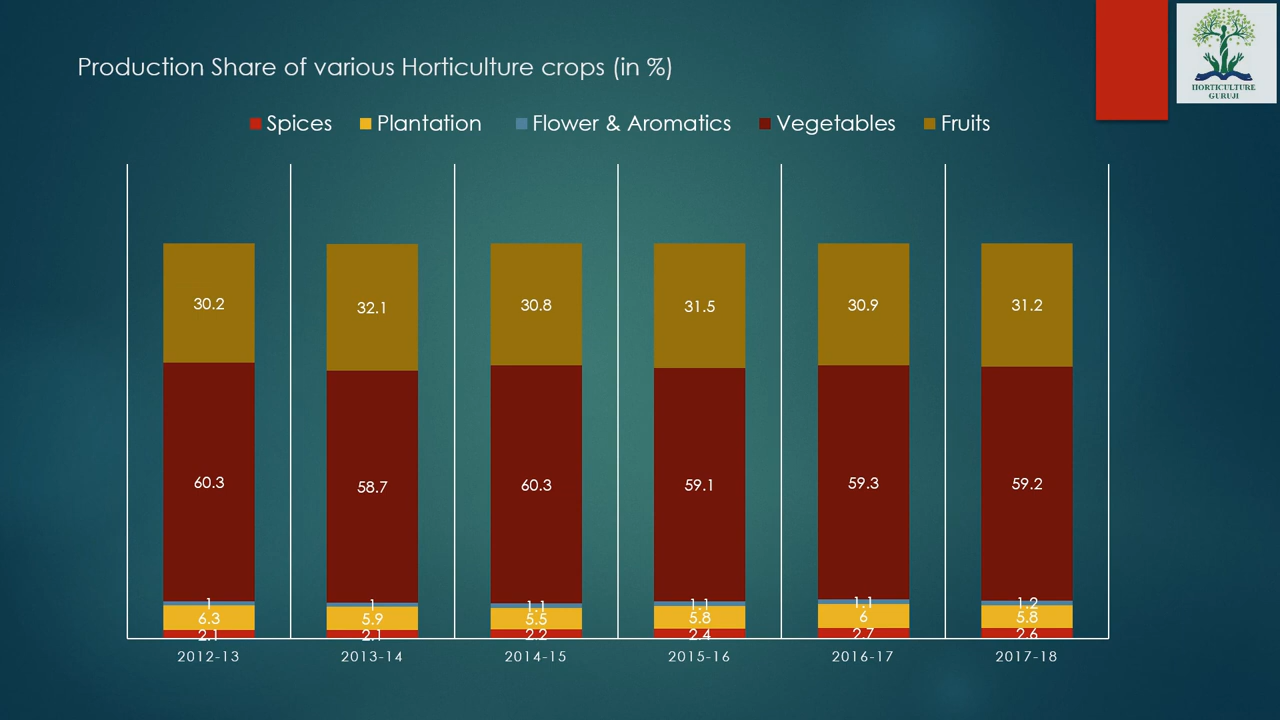 HORTICULTURE
GURUJI
Production Share of various Horticulture crops (in %)
Spices Plantation Flower & Aromatics Vegetables Fruits
30.2 32.1 30.8 31.5 30.9 31.2
60.3 58.7 60.3 59.1 59.3 59.2
1 1 1.1 1.1 1.1 1.2
6.3 5.9 5.5 5.8 6 5.8
2.1 2.1 2.2 2.4 2.7 2.6
2012-13 2013-14 2014-15 2015-16 2016-17 2017-18